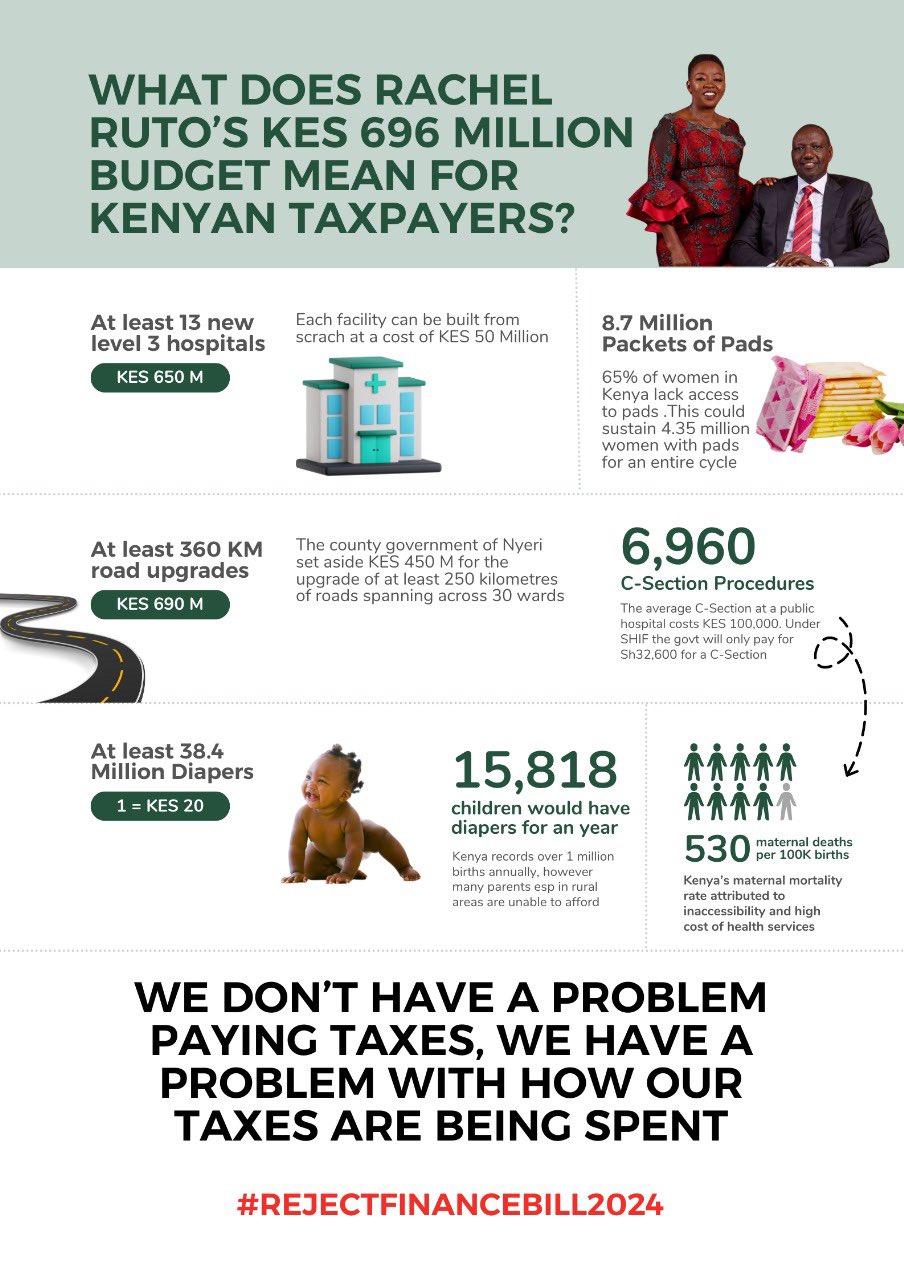 WHAT DOES RACHEL
RUTO'S KES 696 MILLION
BUDGET MEAN FOR
KENYAN TAXPAYERS?
At least 13 new
level 3 hospitals
KES 650 M
Each facility can be built from
scrach at a cost of KES 50 Million
8.7 Million
Packets of Pads
65% of women in
Kenya lack access
to pads .This could
sustain 4.35 million
women with pads
for an entire cycle
At least 360 KM
road upgrades
KES 690 M
The county government of Nyeri
set aside KES 450 M for the
upgrade of at least 250 kilometres
of roads spanning across 30 wards
6,960
C-Section Procedures
The average C-Section at a public
hospital costs KES 100,000. Under
SHIF the govt will only pay for
Sh32,600 for a C-Section
At least 38.4
Million Diapers
1 = KES 20
15,818
children would have
diapers for an year
Kenya records over 1 million
births annually, however
many parents esp in rural
areas are unable to afford
530 maternal deaths
per 100K births
Kenya's maternal mortality
rate attributed to
inaccessibility and high
cost of health services
WE DON'T HAVE A PROBLEM
PAYING TAXES, WE HAVE A
PROBLEM WITH HOW OUR
TAXES ARE BEING SPENT
#REJECTFINANCEBILL2024